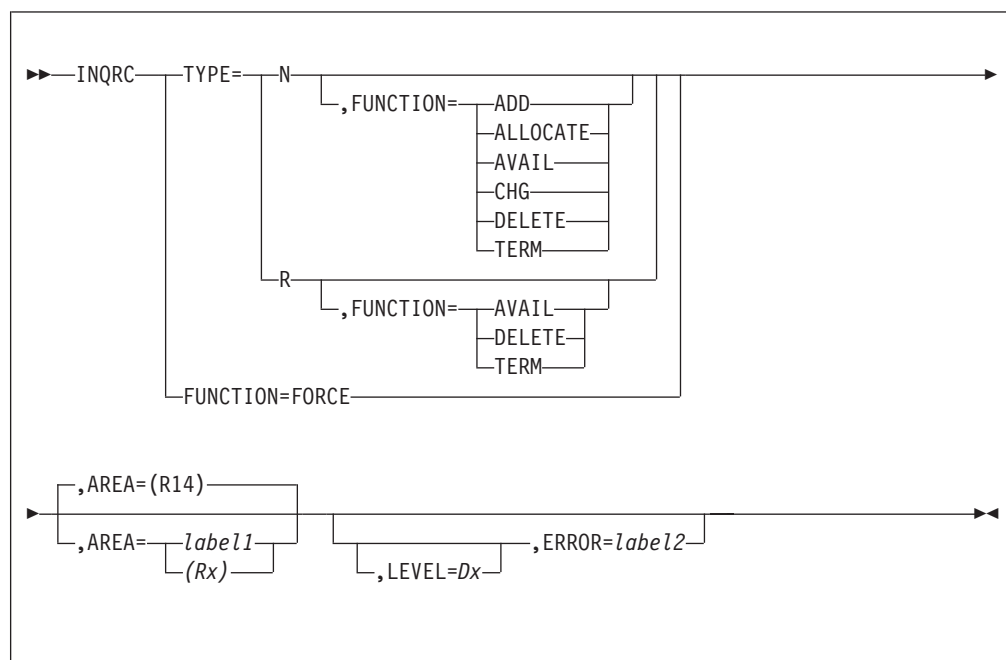 INQRC TYPE= N
,FUNCTION= ADD
ALLOCATE
AVAIL
CHG
DELETE
TERM
R
,FUNCTION= AVAIL
DELETE
TERM
FUNCTION=FORCE
,AREA=(R14)
,AREA= label1
(Rx)
,LEVEL=Dx
,ERROR=label2